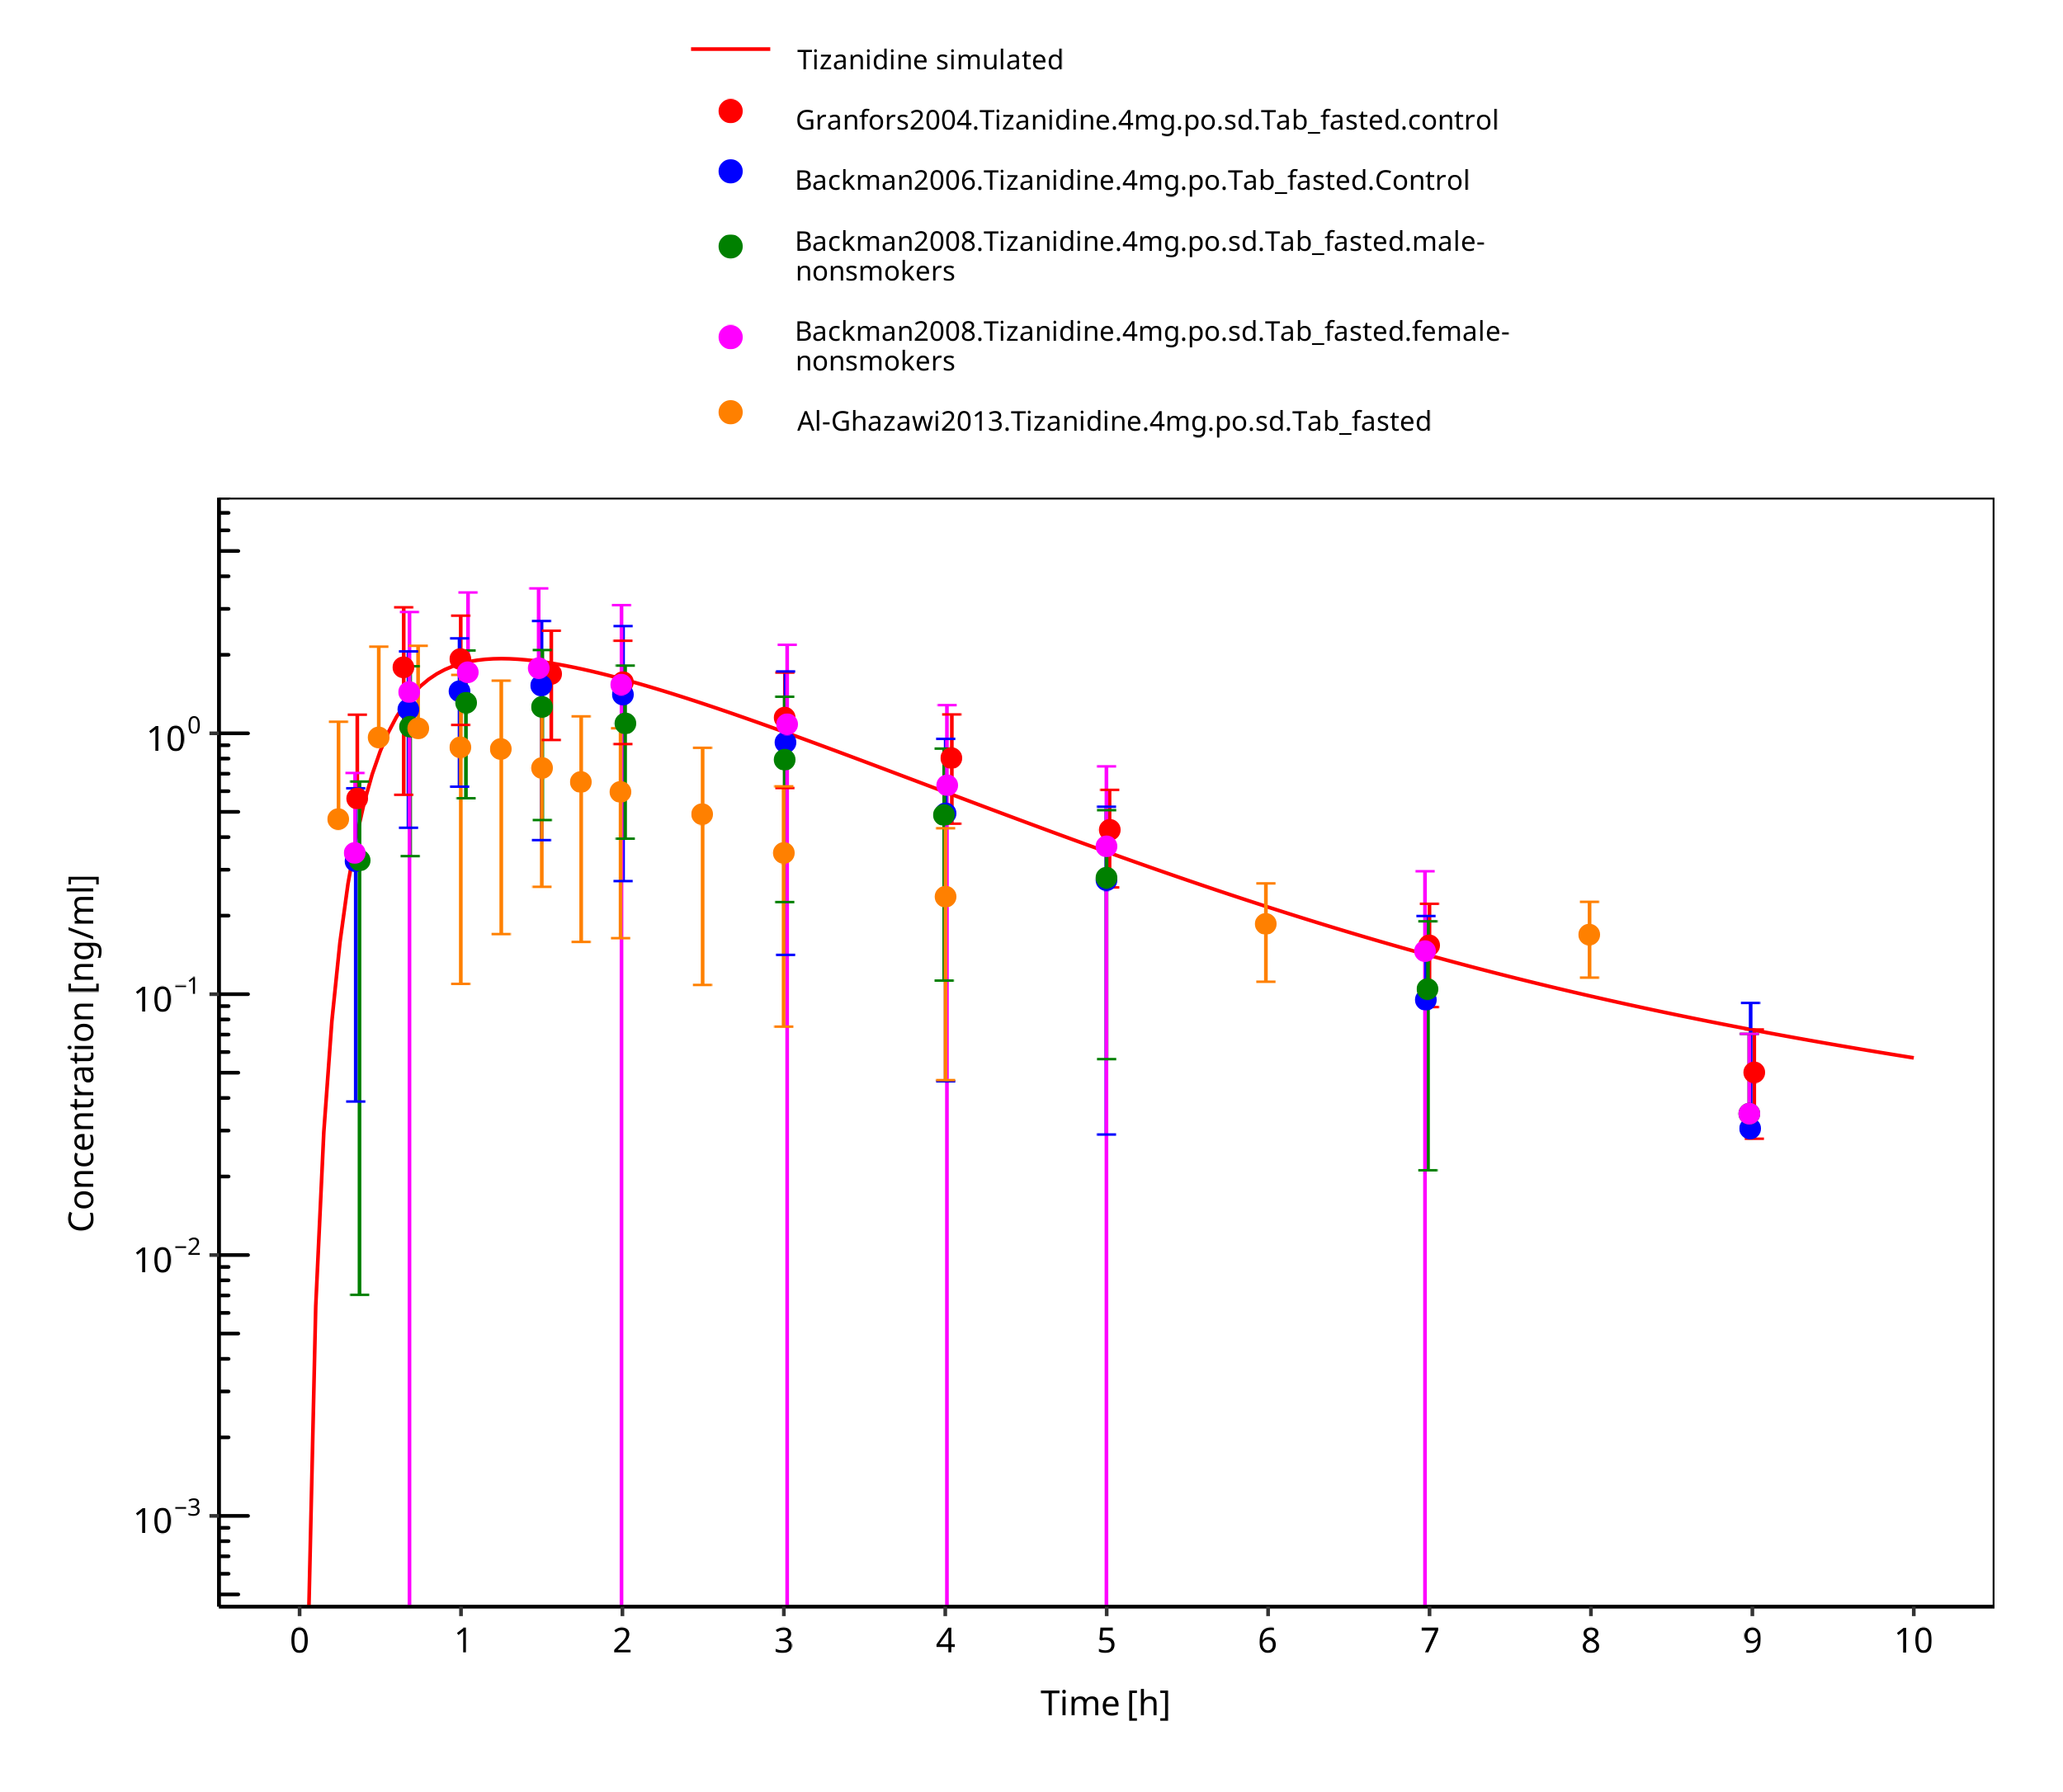 Tizanidine simulated
Granfors2004.Tizanidine.4mg.po.sd.Tab_fasted.control
Backman2006.Tizanidine.4mg.po.Tab_fasted.Control
Backman2008.Tizanidine.4mg.po.sd.Tab_fasted.male-
nonsmokers
Backman2008.Tizanidine.4mg.po.sd.Tab_fasted.female-
nonsmokers
Al-Ghazawi2013.Tizanidine.4mg.po.sd.Tab_fasted
Concentration [ng/ml]
10⁰
10⁻¹
10⁻²
10⁻³
0 1 2 3 4 5 6 7 8 9 10
Time [h]